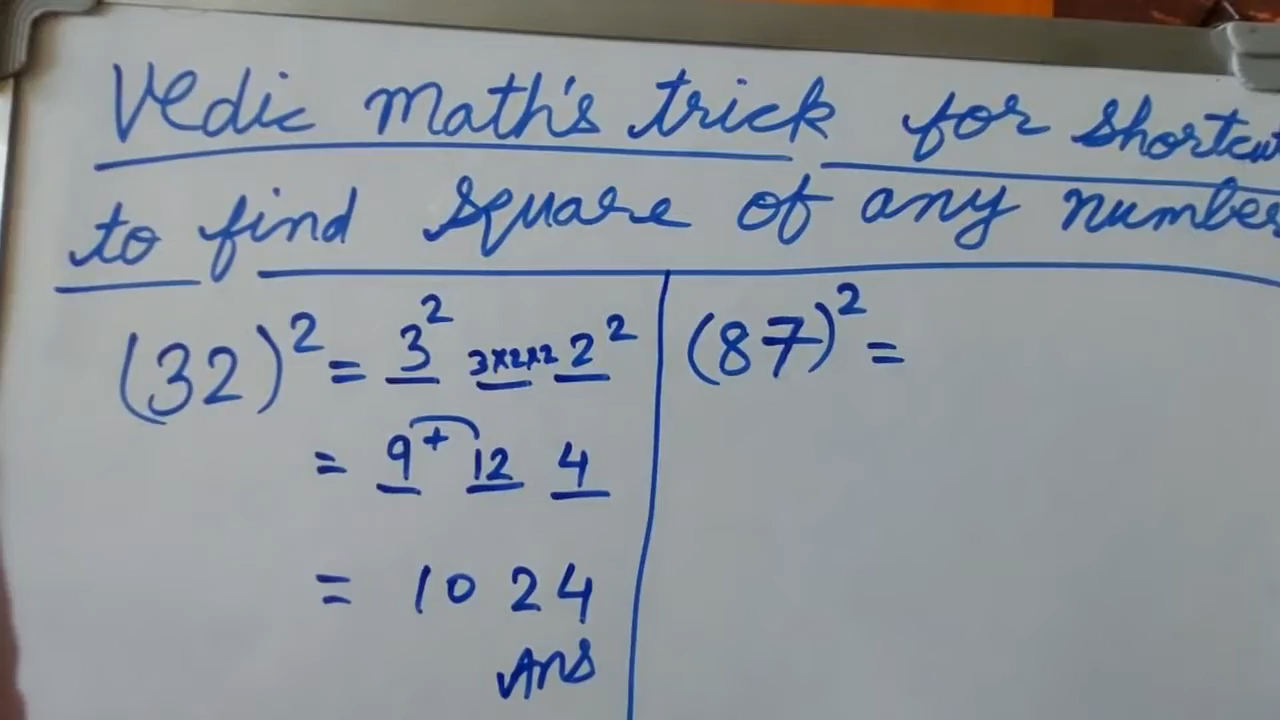 Vedic Math's trick for shortcu
to find square of any number
(32)² = 3² 3×2×2 2²
= 9 + 12 4
= 1024
Ans
(87)² =